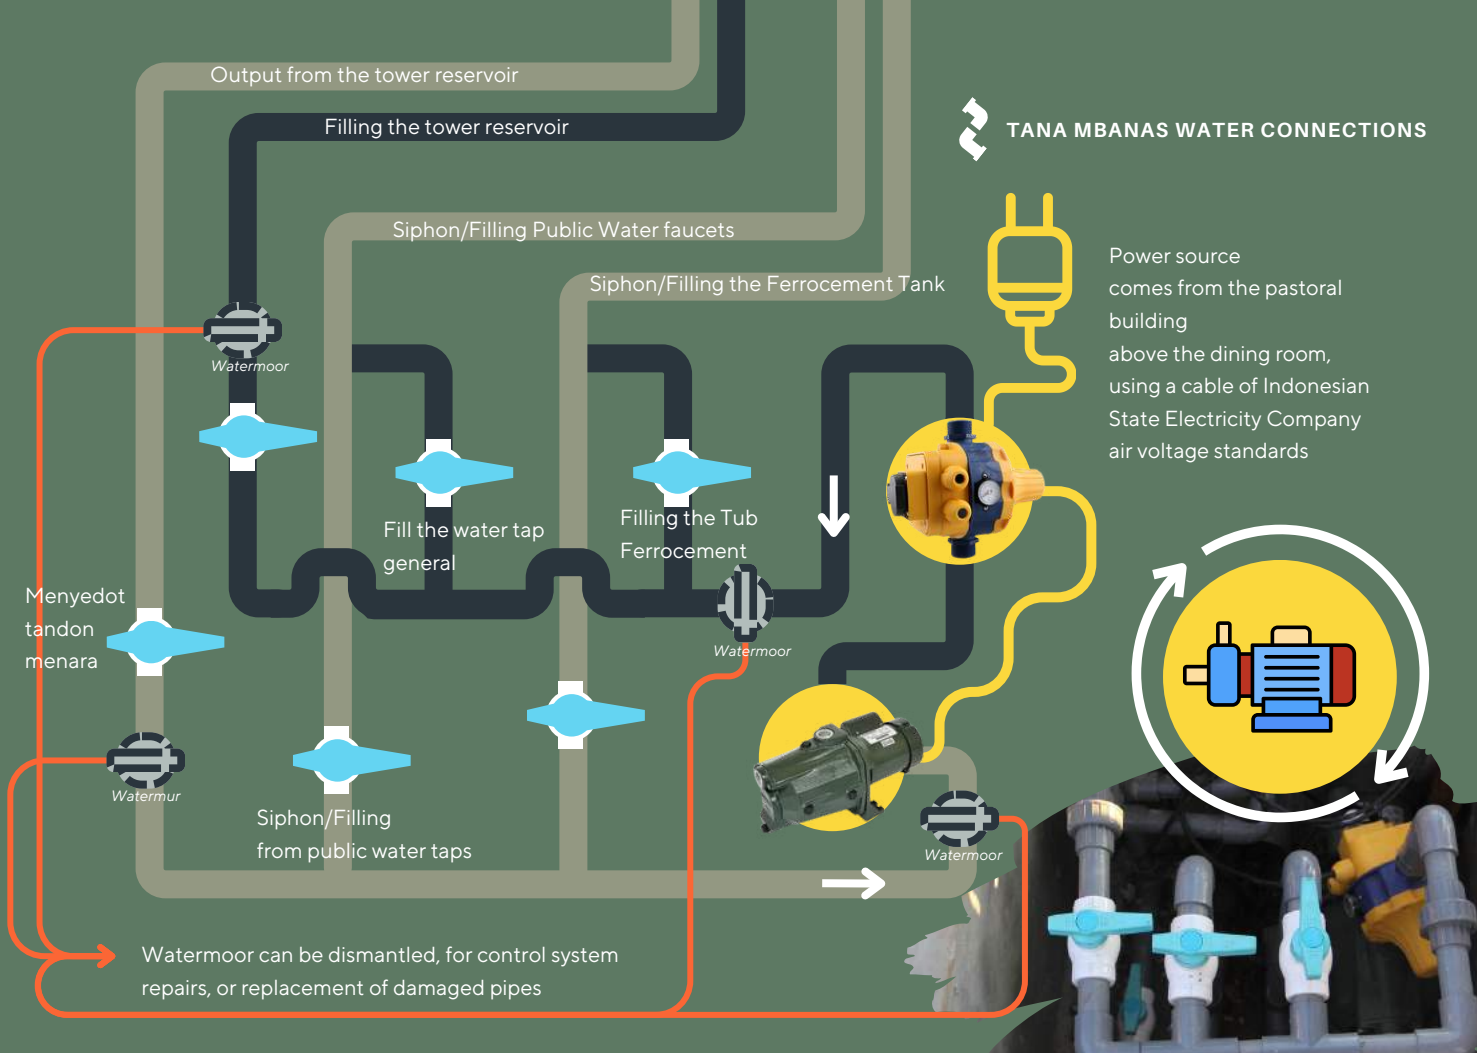 Output from the tower reservoir
Filling the tower reservoir
TANA MBANAS WATER CONNECTIONS
Siphon/Filling Public Water faucets
Siphon/Filling the Ferrocement Tank
Power source
comes from the pastoral
building
above the dining room,
using a cable of Indonesian
State Electricity Company
air voltage standards
Watermoor
Fill the water tap
general
Filling the Tub
Ferrocement
Menyedot
tandon
menara
Watermoor
Watermur
Siphon/Filling
from public water taps
Watermoor
Watermoor can be dismantled, for control system
repairs, or replacement of damaged pipes